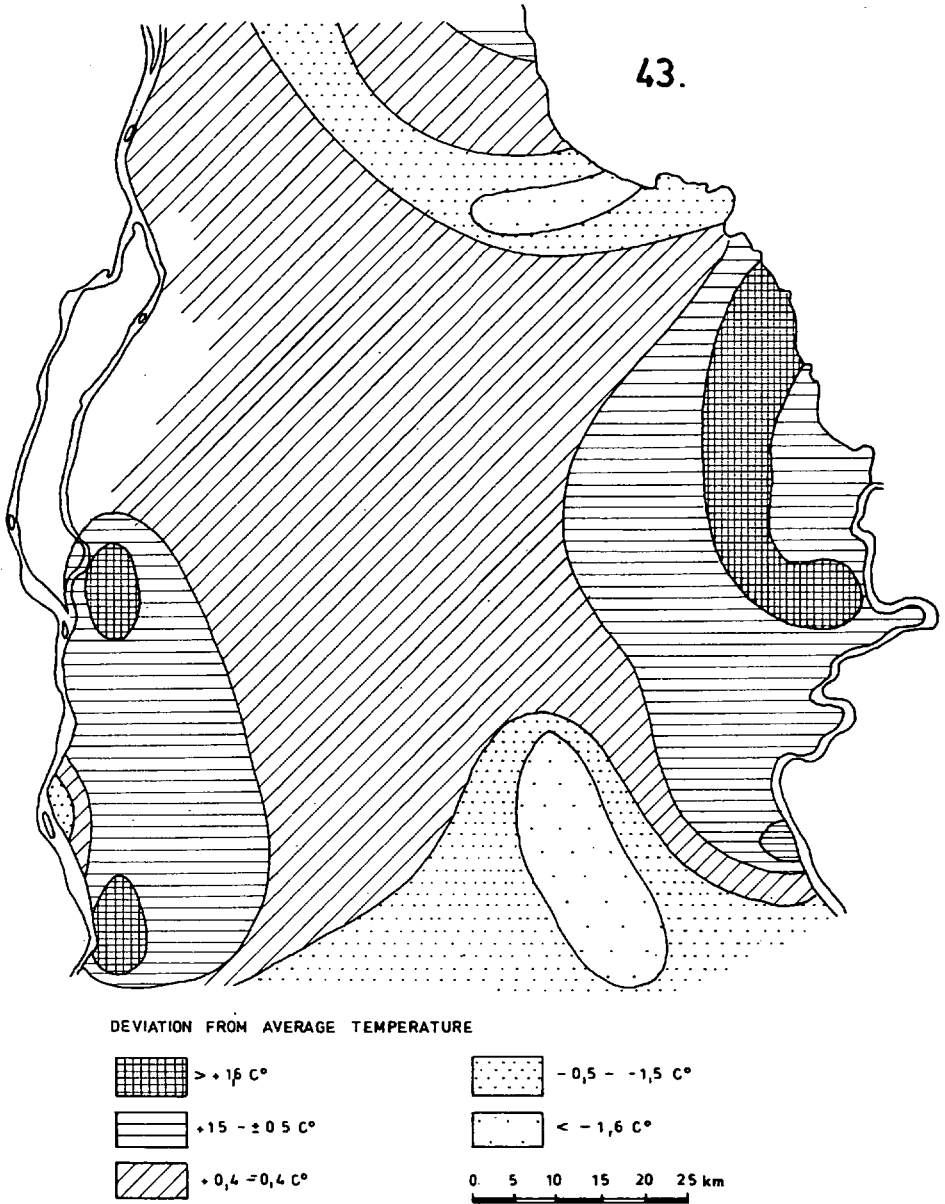 43.
DEVIATION FROM AVERAGE TEMPERATURE
> + 1,6 C°
+ 1 5 - ± 0 5 C°
+ 0,4 = 0,4 C°
- 0,5 - - 1,5 C°
< - 1,6 C°
0. 5 10 15 20 25 km